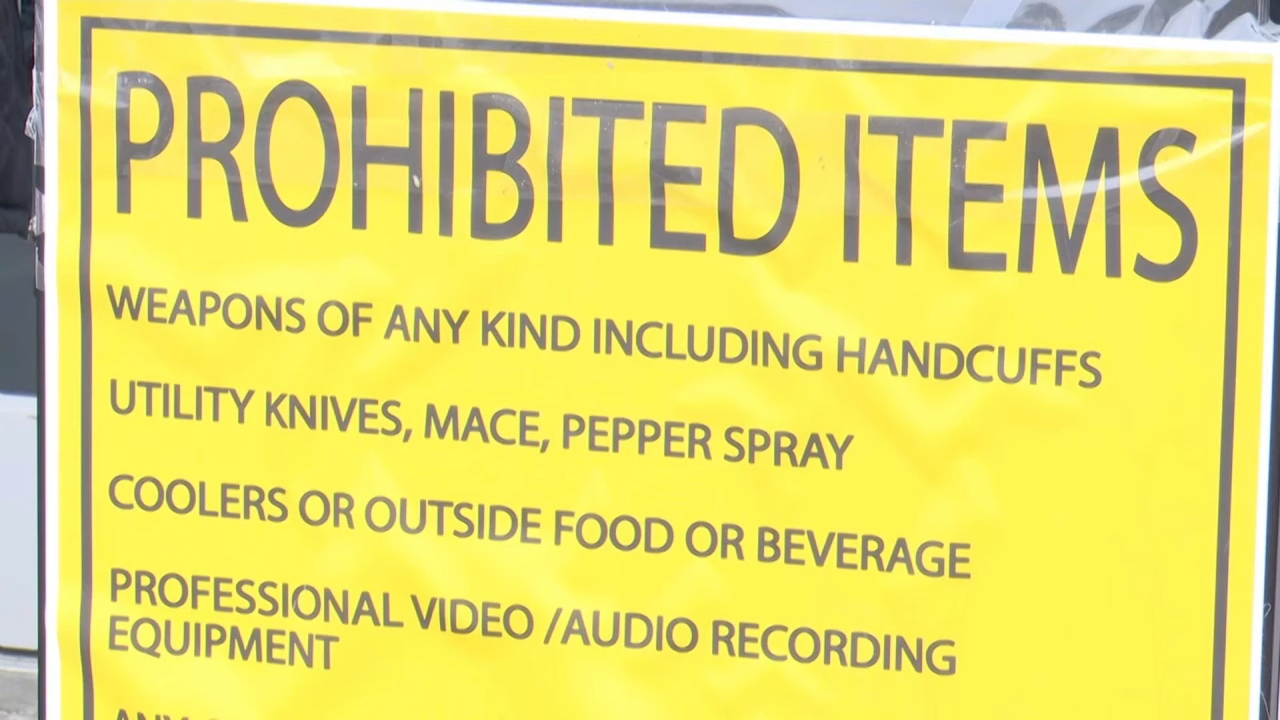 PROHIBITED ITEMS
WEAPONS OF ANY KIND INCLUDING HANDCUFFS
UTILITY KNIVES, MACE, PEPPER SPRAY
COOLERS OR OUTSIDE FOOD OR BEVERAGE
PROFESSIONAL VIDEO /AUDIO RECORDING
EQUIPMENT
ANY